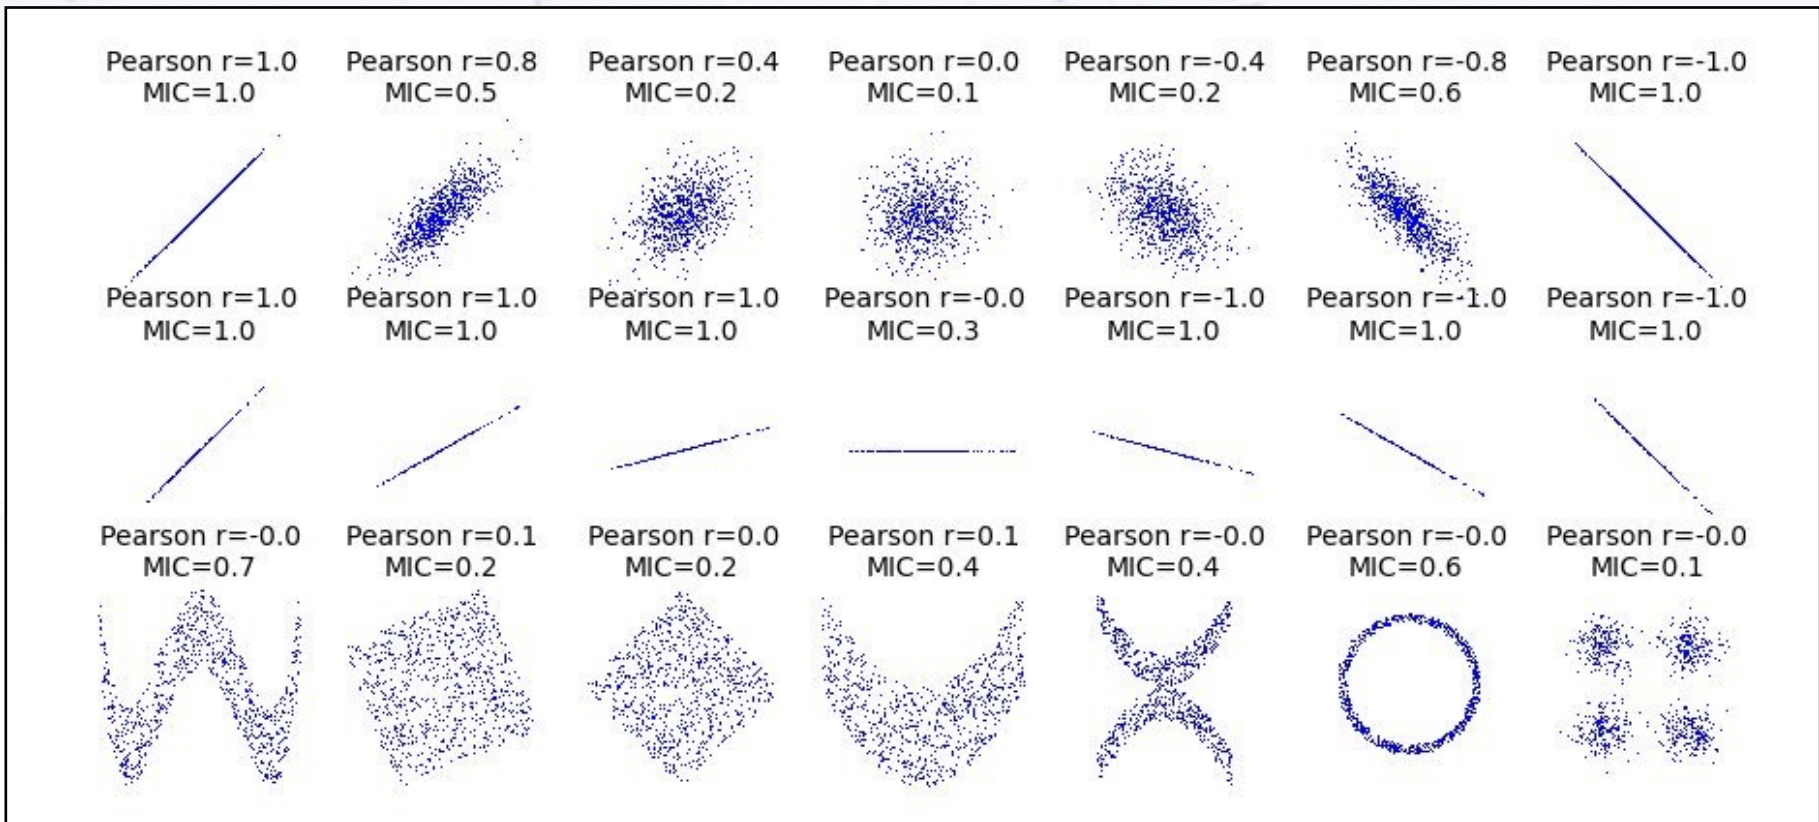 Pearson r=1.0
MIC=1.0
Pearson r=0.8
MIC=0.5
Pearson r=0.4
MIC=0.2
Pearson r=0.0
MIC=0.1
Pearson r=-0.4
MIC=0.2
Pearson r=-0.8
MIC=0.6
Pearson r=-1.0
MIC=1.0
Pearson r=1.0
MIC=1.0
Pearson r=1.0
MIC=1.0
Pearson r=1.0
MIC=1.0
Pearson r=-0.0
MIC=0.3
Pearson r=-1.0
MIC=1.0
Pearson r=-1.0
MIC=1.0
Pearson r=-1.0
MIC=1.0
Pearson r=-0.0
MIC=0.7
Pearson r=0.1
MIC=0.2
Pearson r=0.0
MIC=0.2
Pearson r=0.1
MIC=0.4
Pearson r=-0.0
MIC=0.4
Pearson r=-0.0
MIC=0.6
Pearson r=-0.0
MIC=0.1